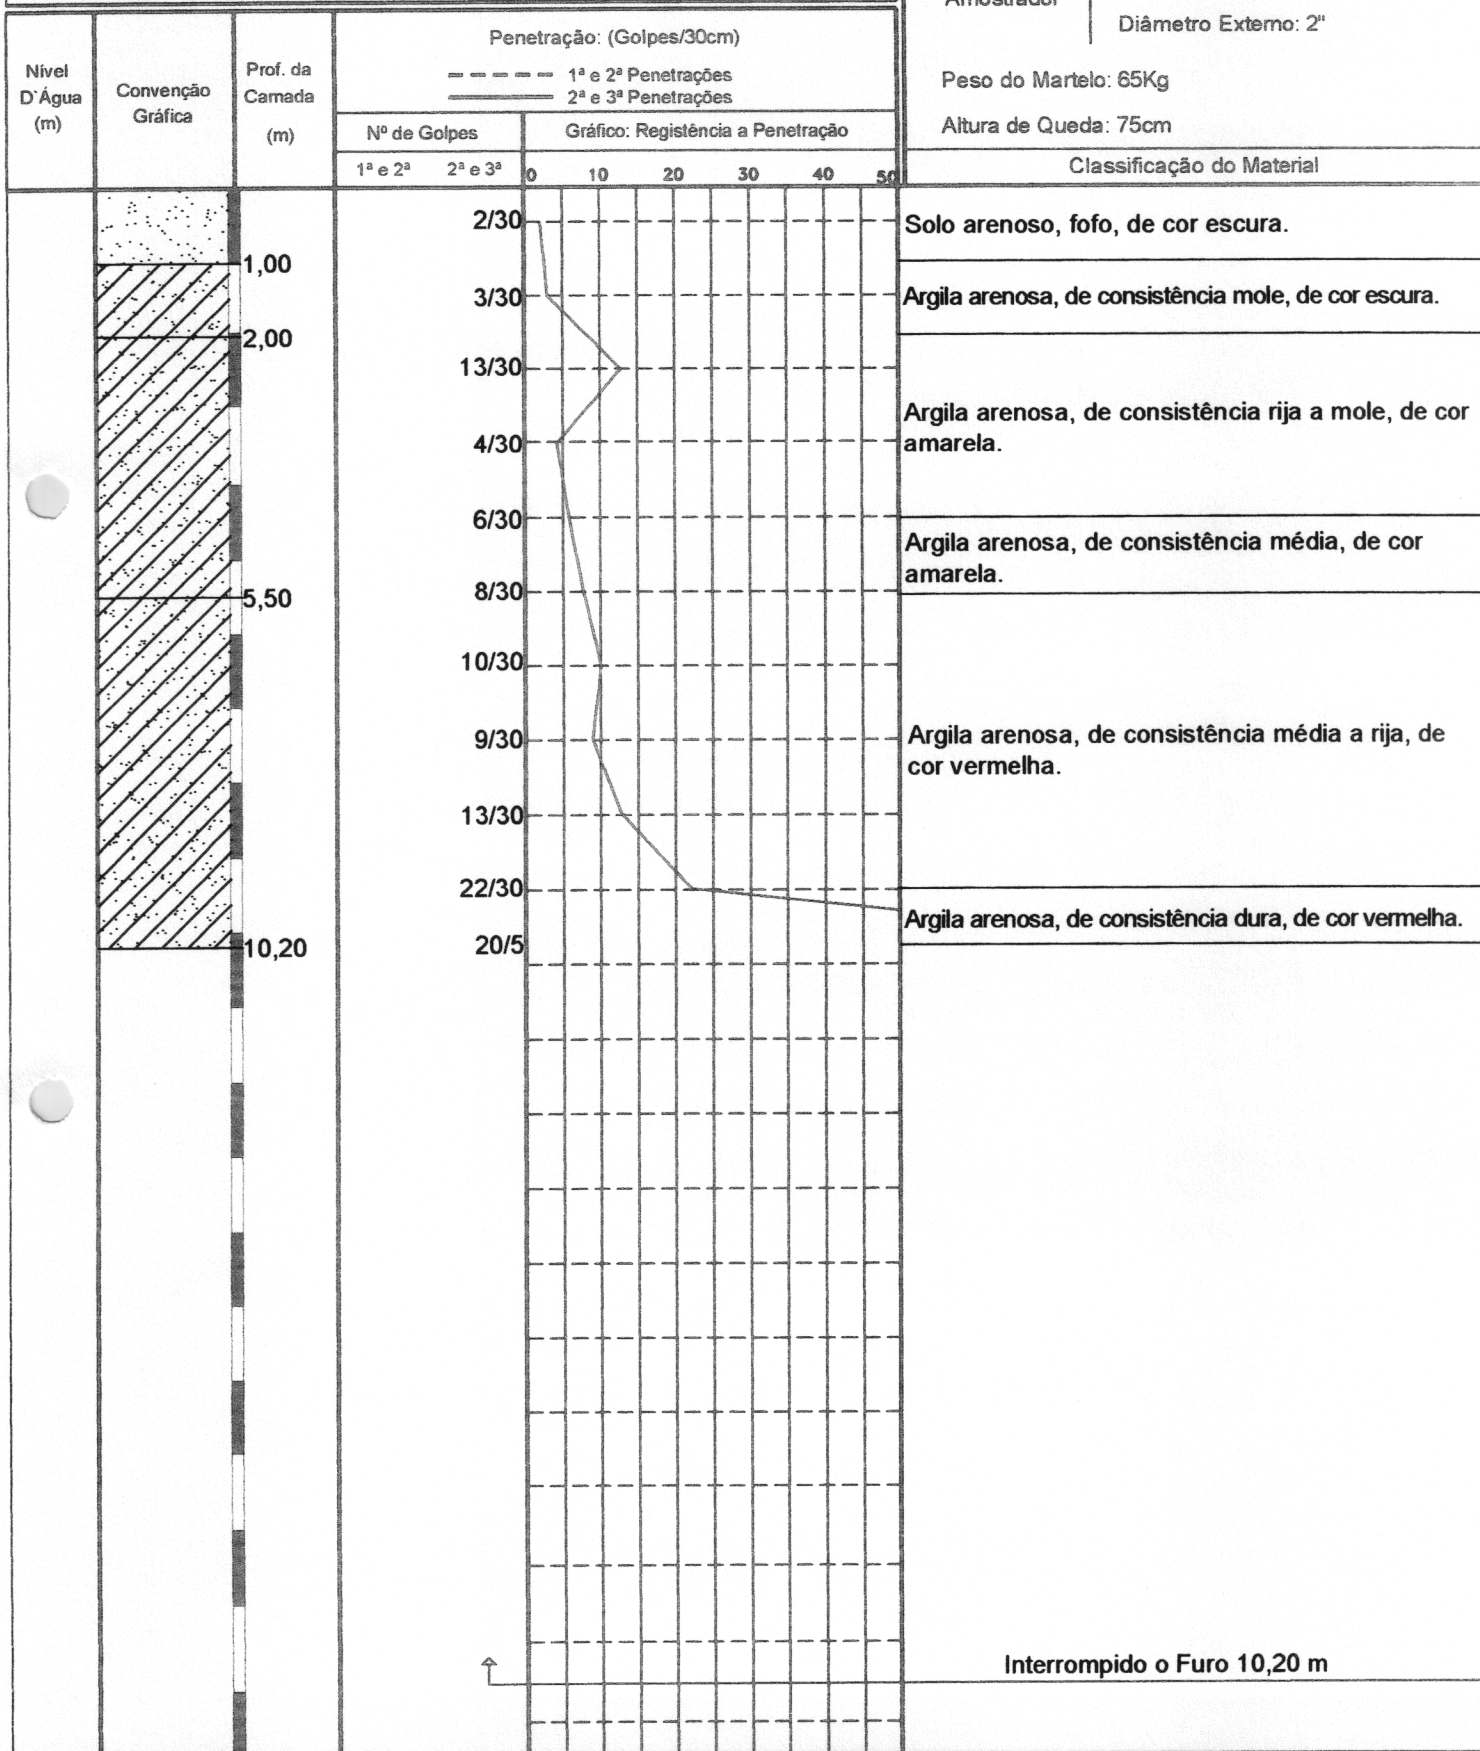 Amostrador
Diâmetro Externo: 2"
Peso do Martelo: 65Kg
Altura de Queda: 75cm
Classificação do Material
Nível
D`Água
(m)
Convenção
Gráfica
Prof. da
Camada
(m)
Penetração: (Golpes/30cm)
1ª e 2ª Penetrações
2ª e 3ª Penetrações
Nº de Golpes
Gráfico: Registência a Penetração
1ª e 2ª 2ª e 3ª
0 10 20 30 40 50
2/30
Solo arenoso, fofo, de cor escura.
1,00
3/30
Argila arenosa, de consistência mole, de cor escura.
2,00
13/30
Argila arenosa, de consistência rija a mole, de cor
amarela.
4/30
6/30
Argila arenosa, de consistência média, de cor
amarela.
8/30
5,50
10/30
9/30
Argila arenosa, de consistência média a rija, de
cor vermelha.
13/30
22/30
Argila arenosa, de consistência dura, de cor vermelha.
20/5
10,20
Interrompido o Furo 10,20 m